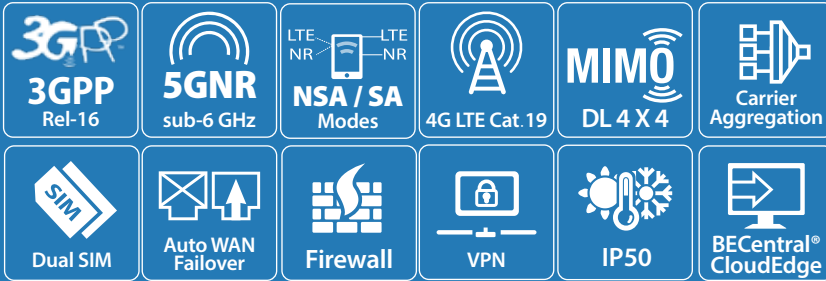 3GPP™
3GPP
Rel-16
5GNR
sub-6 GHz
LTE LTE
NR NR
NSA / SA
Modes
4G LTE Cat.19
MIMO
DL 4 X 4
Carrier
Aggregation
SIM
Dual SIM
Auto WAN
Failover
Firewall
VPN
IP50
BECentral®
CloudEdge